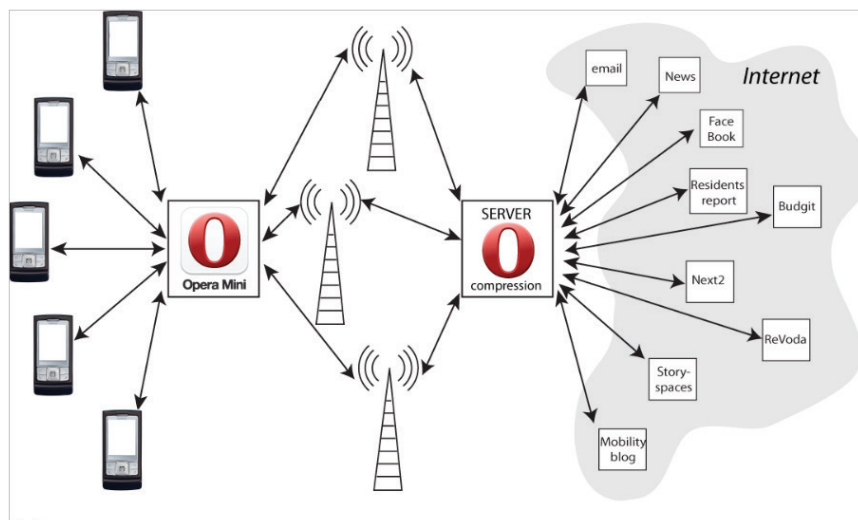 email
News
Internet
Face
Book
Residents
report
Budgit
SERVER
compression
Opera Mini
Next2
ReVoda
Story-
spaces
Mobility
blog